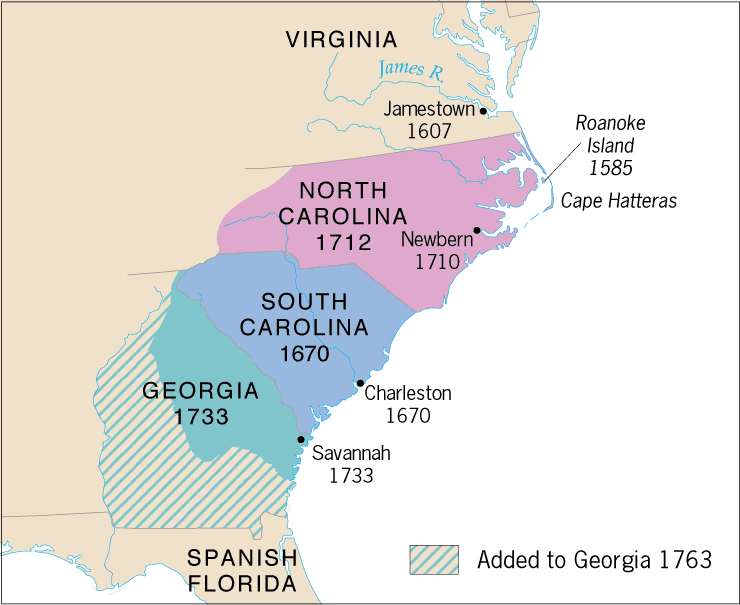 VIRGINIA
James R.
Jamestown
1607
Roanoke
Island
1585
Cape Hatteras
NORTH
CAROLINA
1712
Newbern
1710
SOUTH
CAROLINA
1670
Charleston
1670
GEORGIA
1733
Savannah
1733
SPANISH
FLORIDA
Added to Georgia 1763